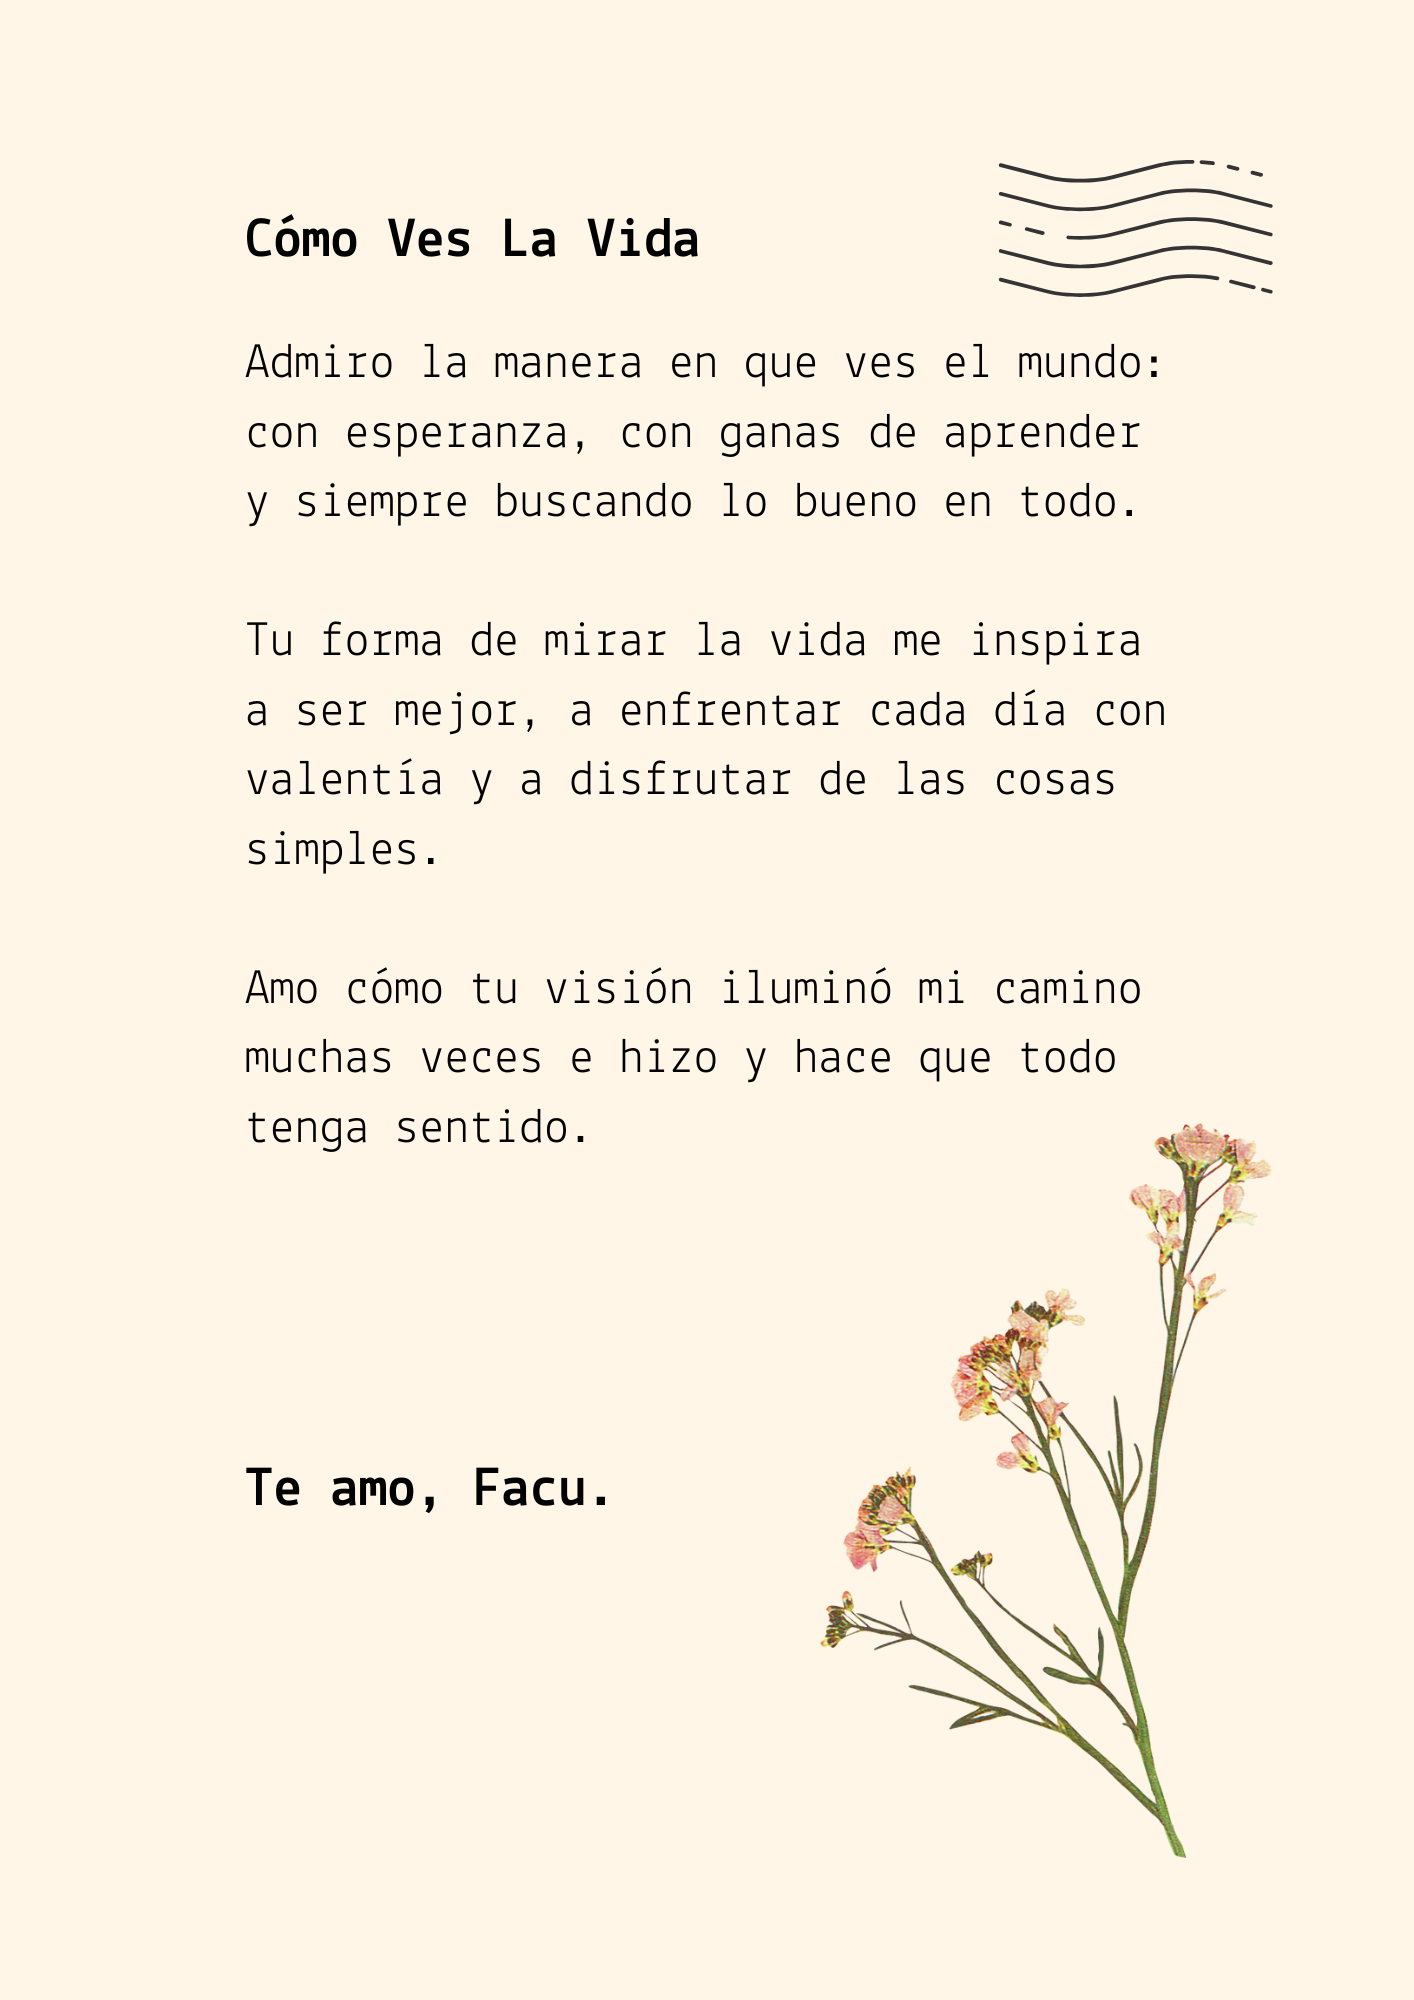 Cómo Ves La Vida
Admiro la manera en que ves el mundo:
con esperanza, con ganas de aprender
y siempre buscando lo bueno en todo.
Tu forma de mirar la vida me inspira
a ser mejor, a enfrentar cada día con
valentía y a disfrutar de las cosas
simples.
Amo cómo tu visión iluminó mi camino
muchas veces e hizo y hace que todo
tenga sentido.
Te amo, Facu.